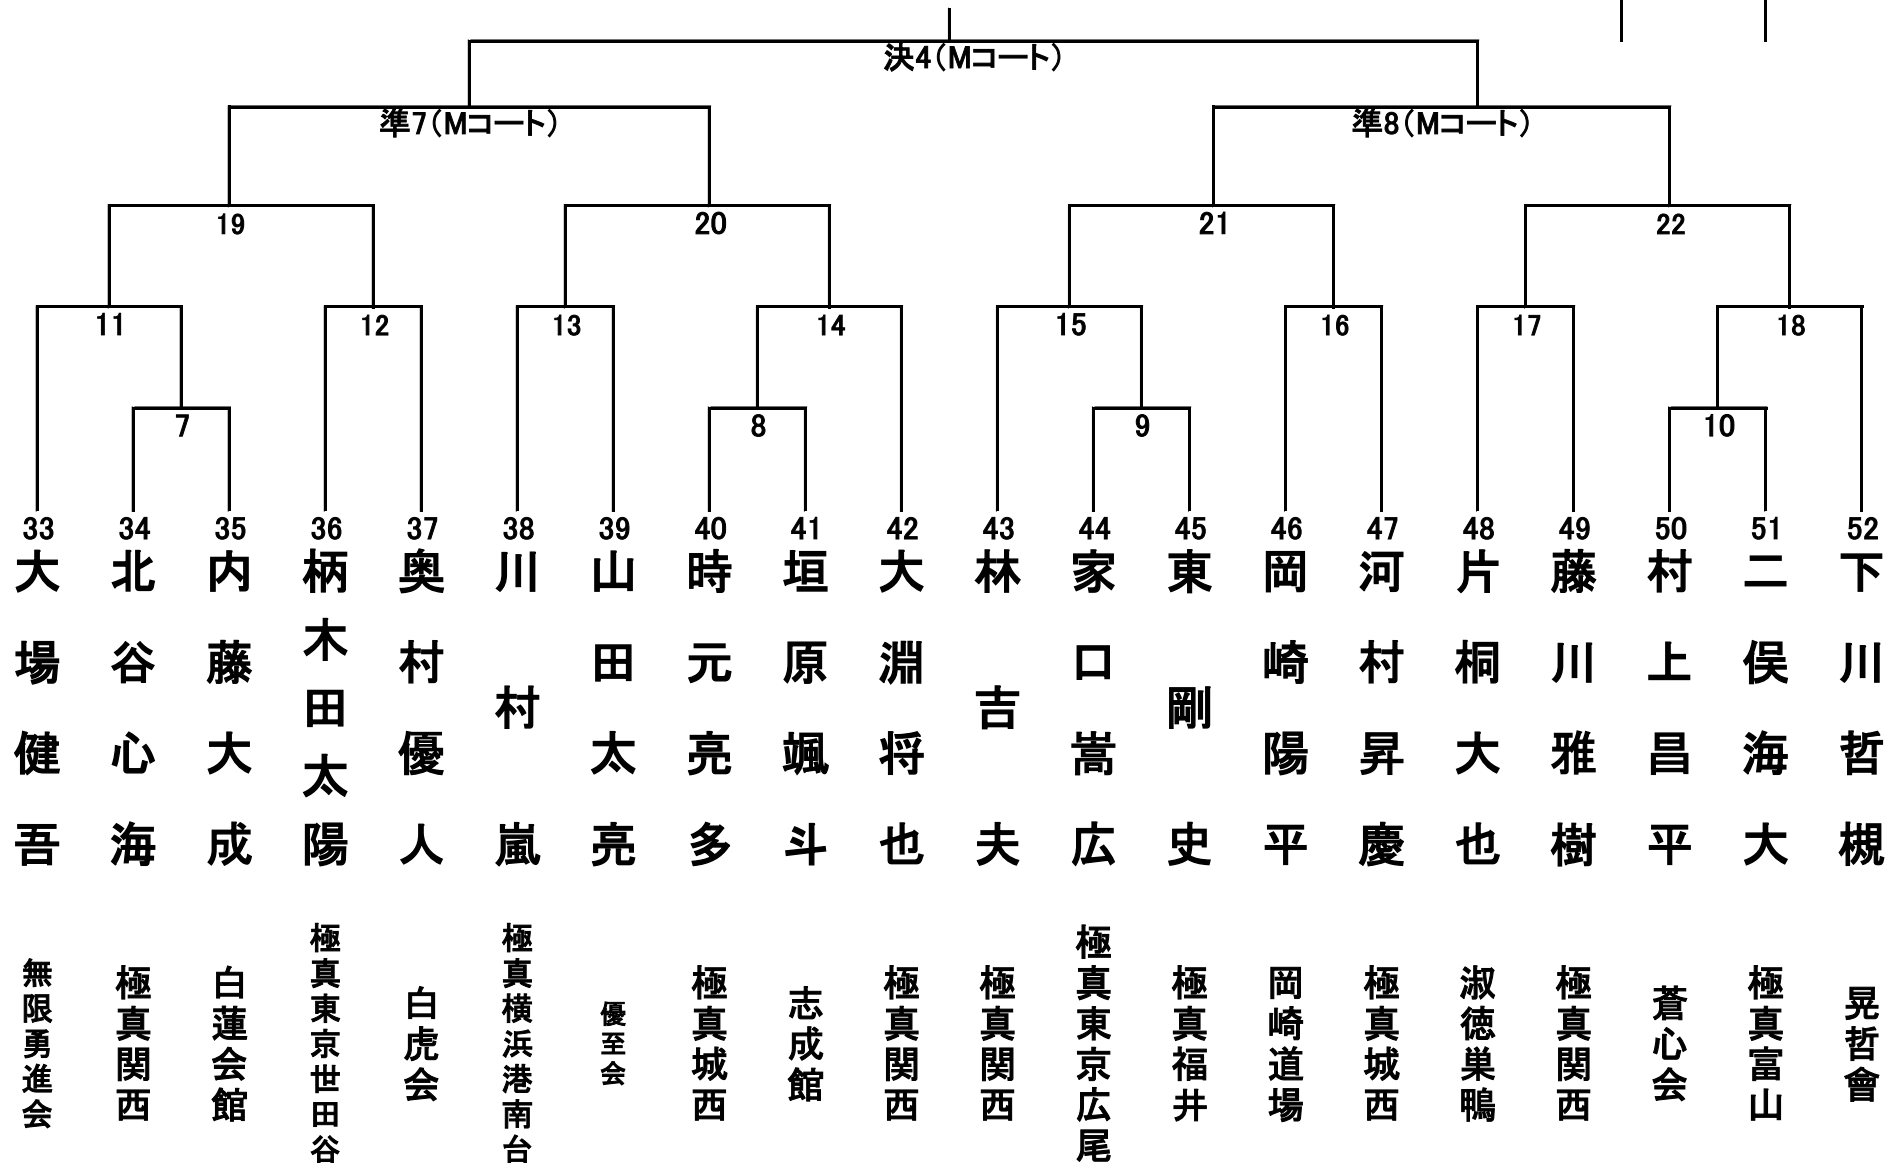 決4(Mコート)
準7(Mコート)
準8(Mコート)
19
20
21
22
11
12
13
14
15
16
17
18
7
8
9
10
33
大場健吾
無限勇進会
34
北谷心海
極真関西
35
内藤大成
白蓮会館
36
柄木田太陽
極真東京世田谷
37
奥村優人
白虎会
38
川村嵐
極真横浜港南台
39
山田太亮
優至会
40
時元亮多
極真城西
41
垣原颯斗
志成館
42
大淵将也
極真関西
43
林吉夫
極真関西
44
家口嵩広
極真東京広尾
45
東剛史
極真福井
46
岡崎陽平
岡崎道場
47
河村昇慶
極真城西
48
片桐大也
淑徳巣鴨
49
藤川雅樹
極真関西
50
村上昌平
蒼心会
51
二俣海大
極真富山
52
下川哲槻
晃哲會